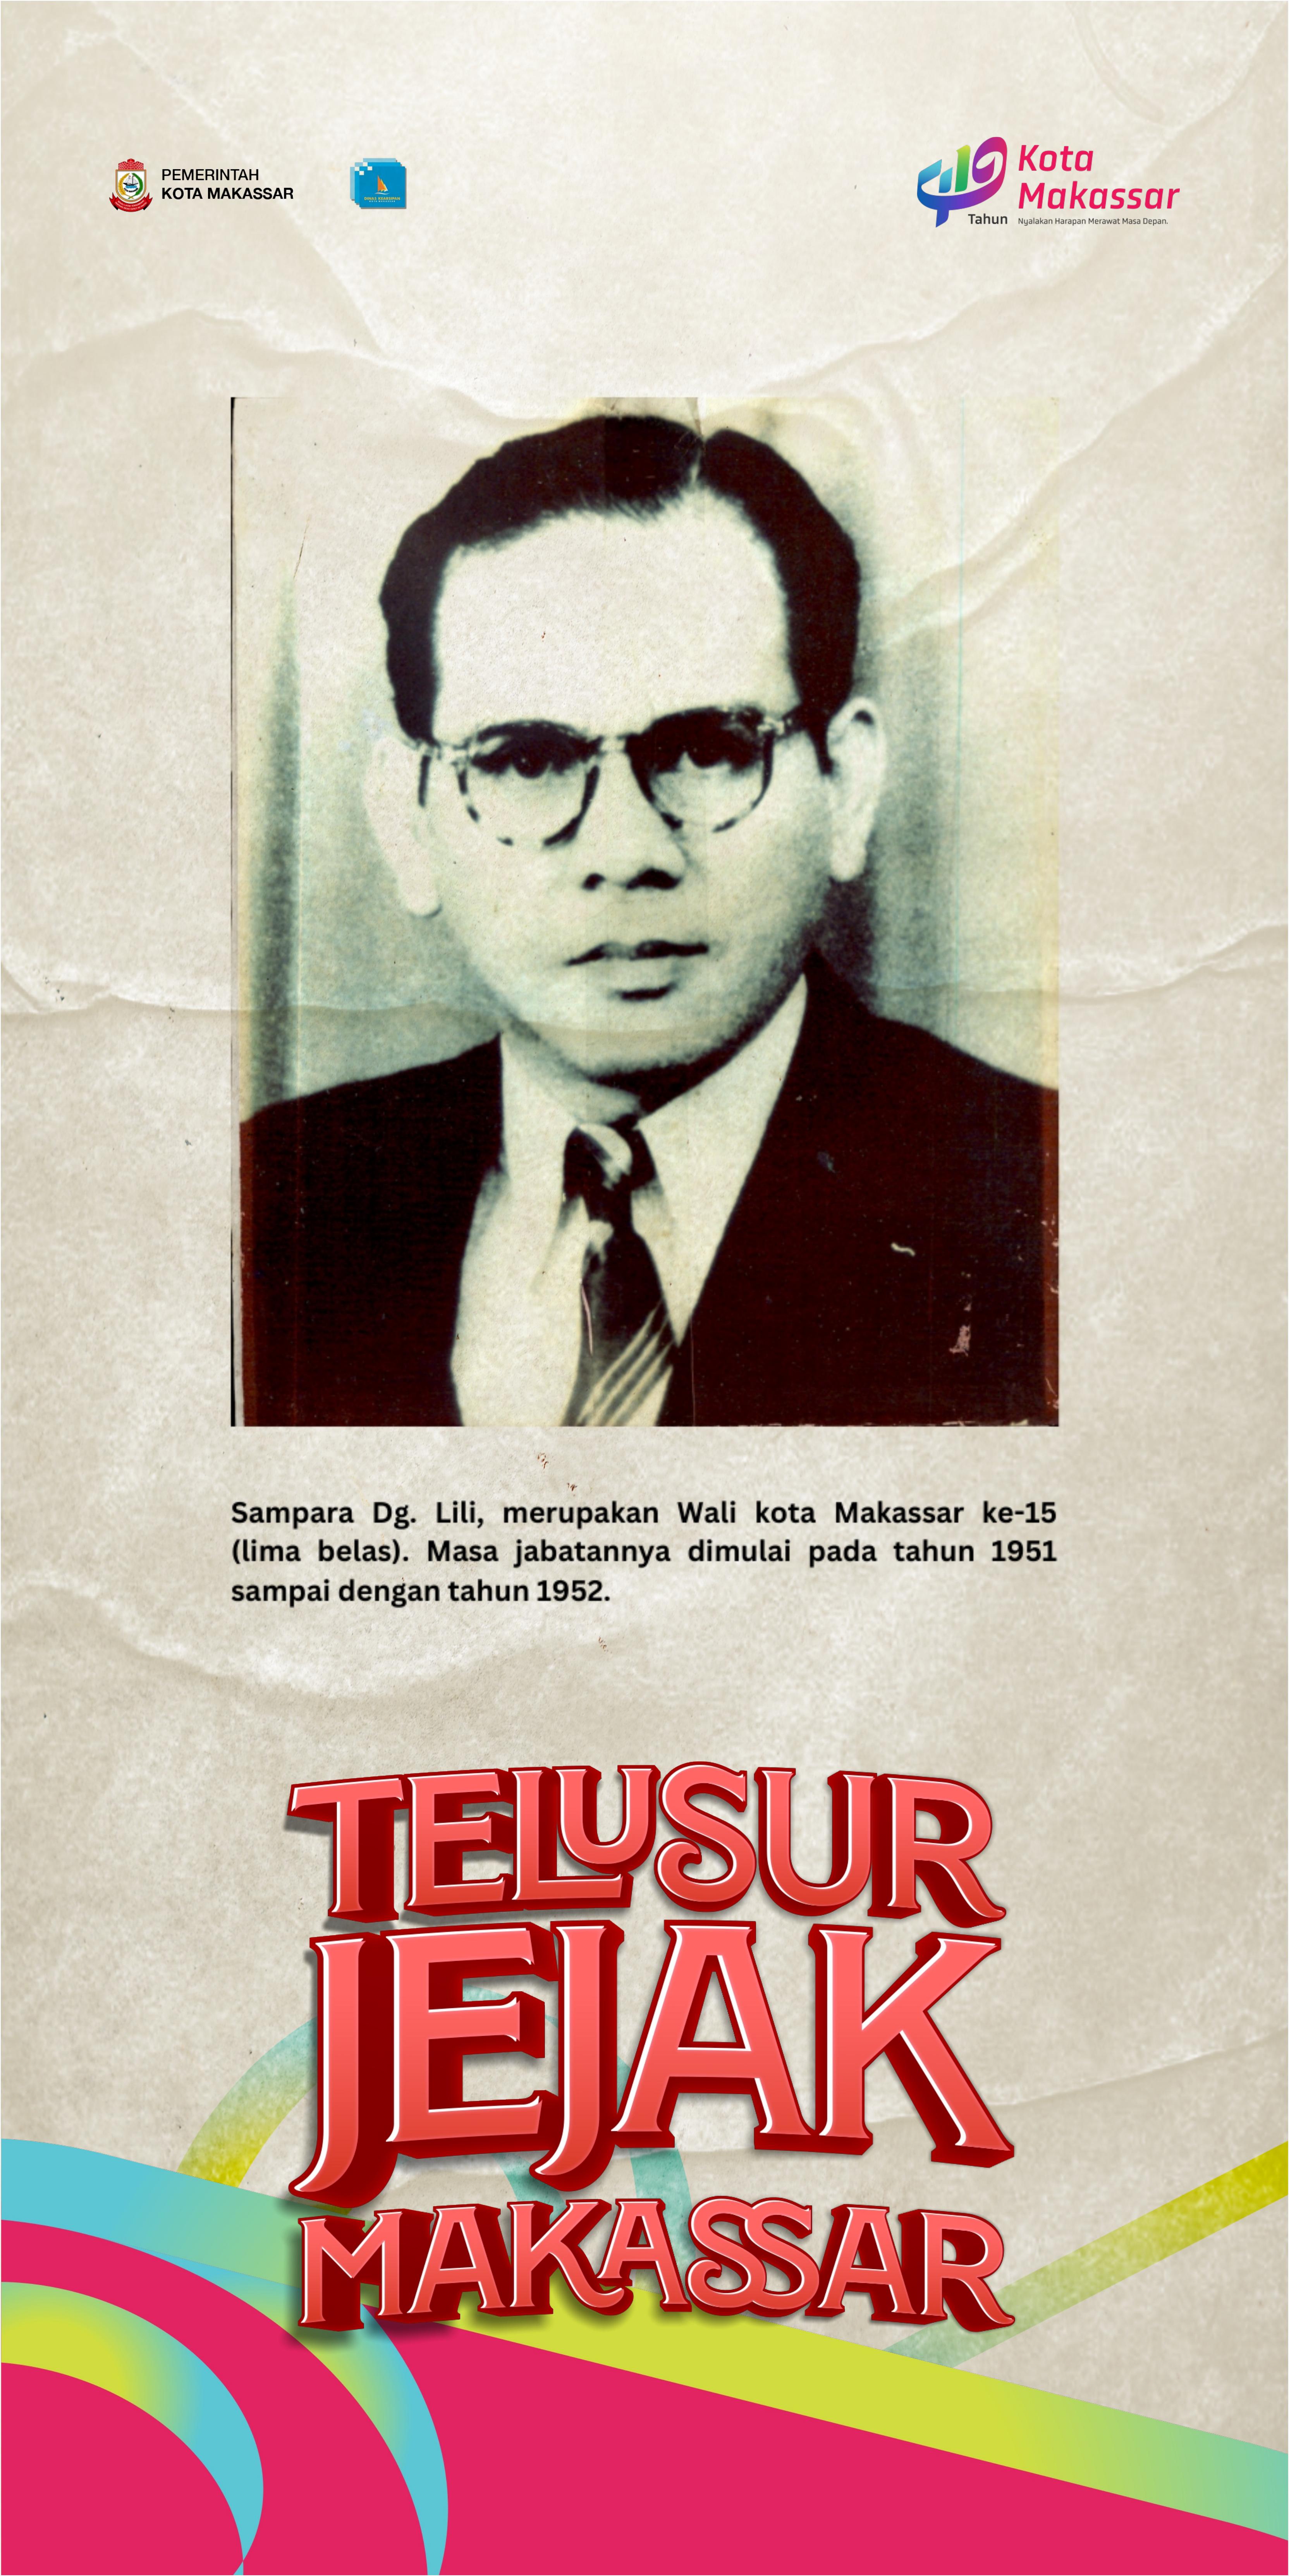 PEMERINTAH
KOTA MAKASSAR
419
Kota
Makassar
Tahun
Nyalakan Harapan Merawat Masa Depan.
Sampara Dg. Lili, merupakan Wali kota Makassar ke-15
(lima belas). Masa jabatannya dimulai pada tahun 1951
sampai dengan tahun 1952.
TELUSUR
JEJAK
MAKASSAR